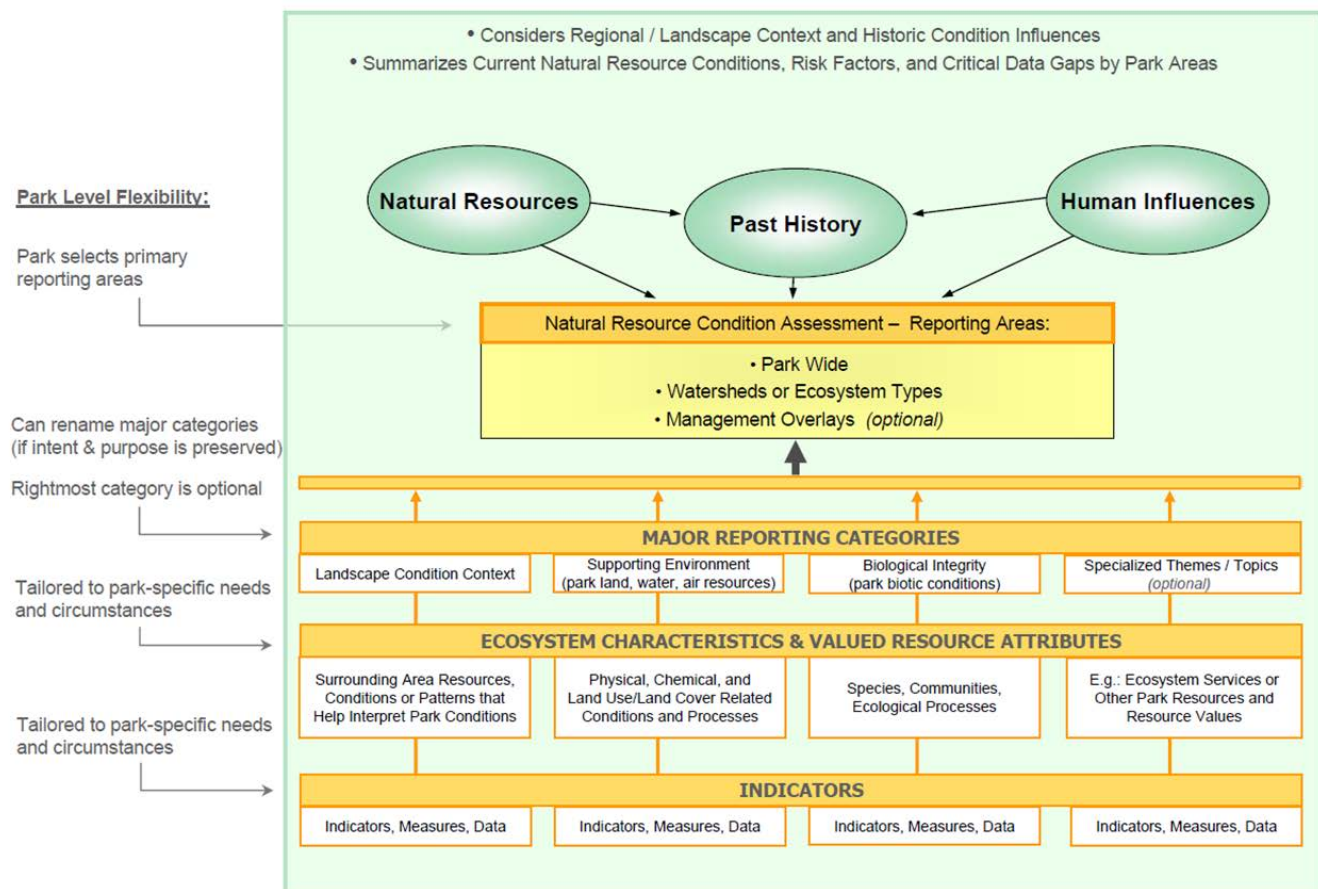 • Considers Regional / Landscape Context and Historic Condition Influences
• Summarizes Current Natural Resource Conditions, Risk Factors, and Critical Data Gaps by Park Areas
Natural Resources
Past History
Human Influences
Park Level Flexibility:
Park selects primary
reporting areas
Natural Resource Condition Assessment – Reporting Areas:
• Park Wide
• Watersheds or Ecosystem Types
• Management Overlays (optional)
Can rename major categories
(if intent & purpose is preserved)
Rightmost category is optional
MAJOR REPORTING CATEGORIES
Landscape Condition Context
Supporting Environment
(park land, water, air resources)
Biological Integrity
(park biotic conditions)
Specialized Themes / Topics
(optional)
Tailored to park-specific needs
and circumstances
ECOSYSTEM CHARACTERISTICS & VALUED RESOURCE ATTRIBUTES
Surrounding Area Resources,
Conditions or Patterns that
Help Interpret Park Conditions
Physical, Chemical, and
Land Use/Land Cover Related
Conditions and Processes
Species, Communities,
Ecological Processes
E.g.: Ecosystem Services or
Other Park Resources and
Resource Values
Tailored to park-specific needs
and circumstances
INDICATORS
Indicators, Measures, Data
Indicators, Measures, Data
Indicators, Measures, Data
Indicators, Measures, Data